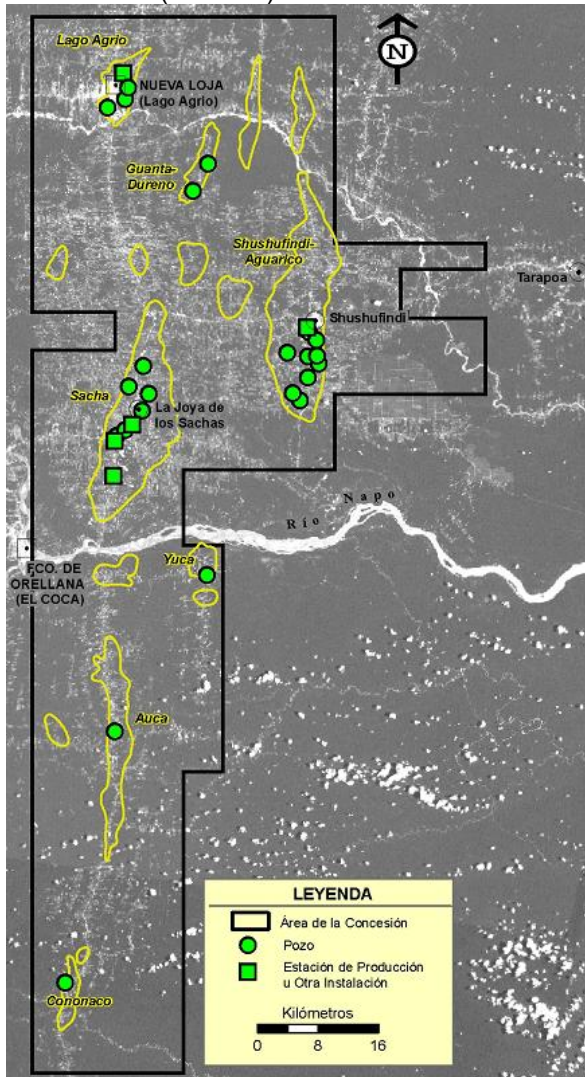 Lago Agrio
N
NUEVA LOJA
(Lago Agrio)
Guanta-
Dureno
Shushufindi-
Aguarico
Tarapoa
Shushufindi
Sacha
La Joya de
los Sachas
Río Napo
Yuca
FCO. DE
ORELLANA
(EL COCA)
Auca
Cononaco
LEYENDA
Área de la Concesión
Pozo
Estación de Producción
u Otra Instalación
Kilómetros
0 8 16